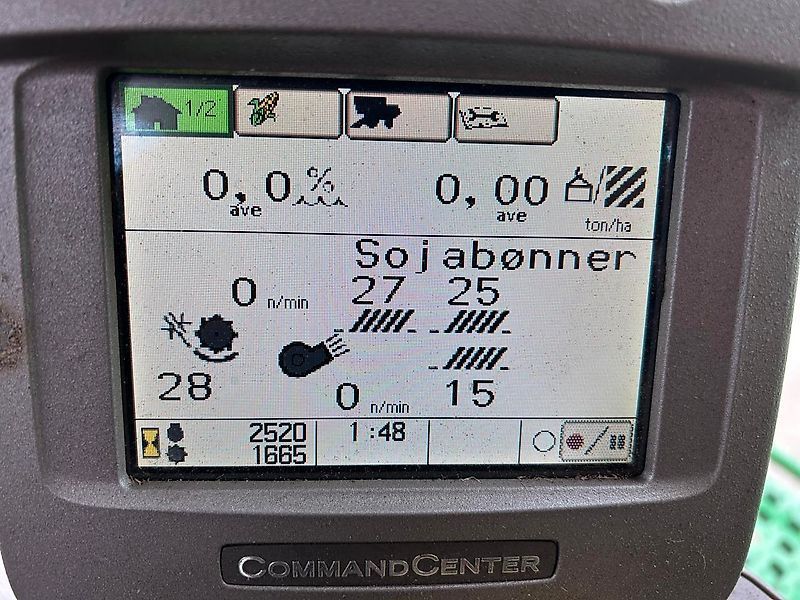 1/2
0,0 %
ave
0,00
ave
ton/ha
Sojabønner
0 n/min
27 25
28
0 n/min
15
2520
1665
1:48
COMMANDCENTER